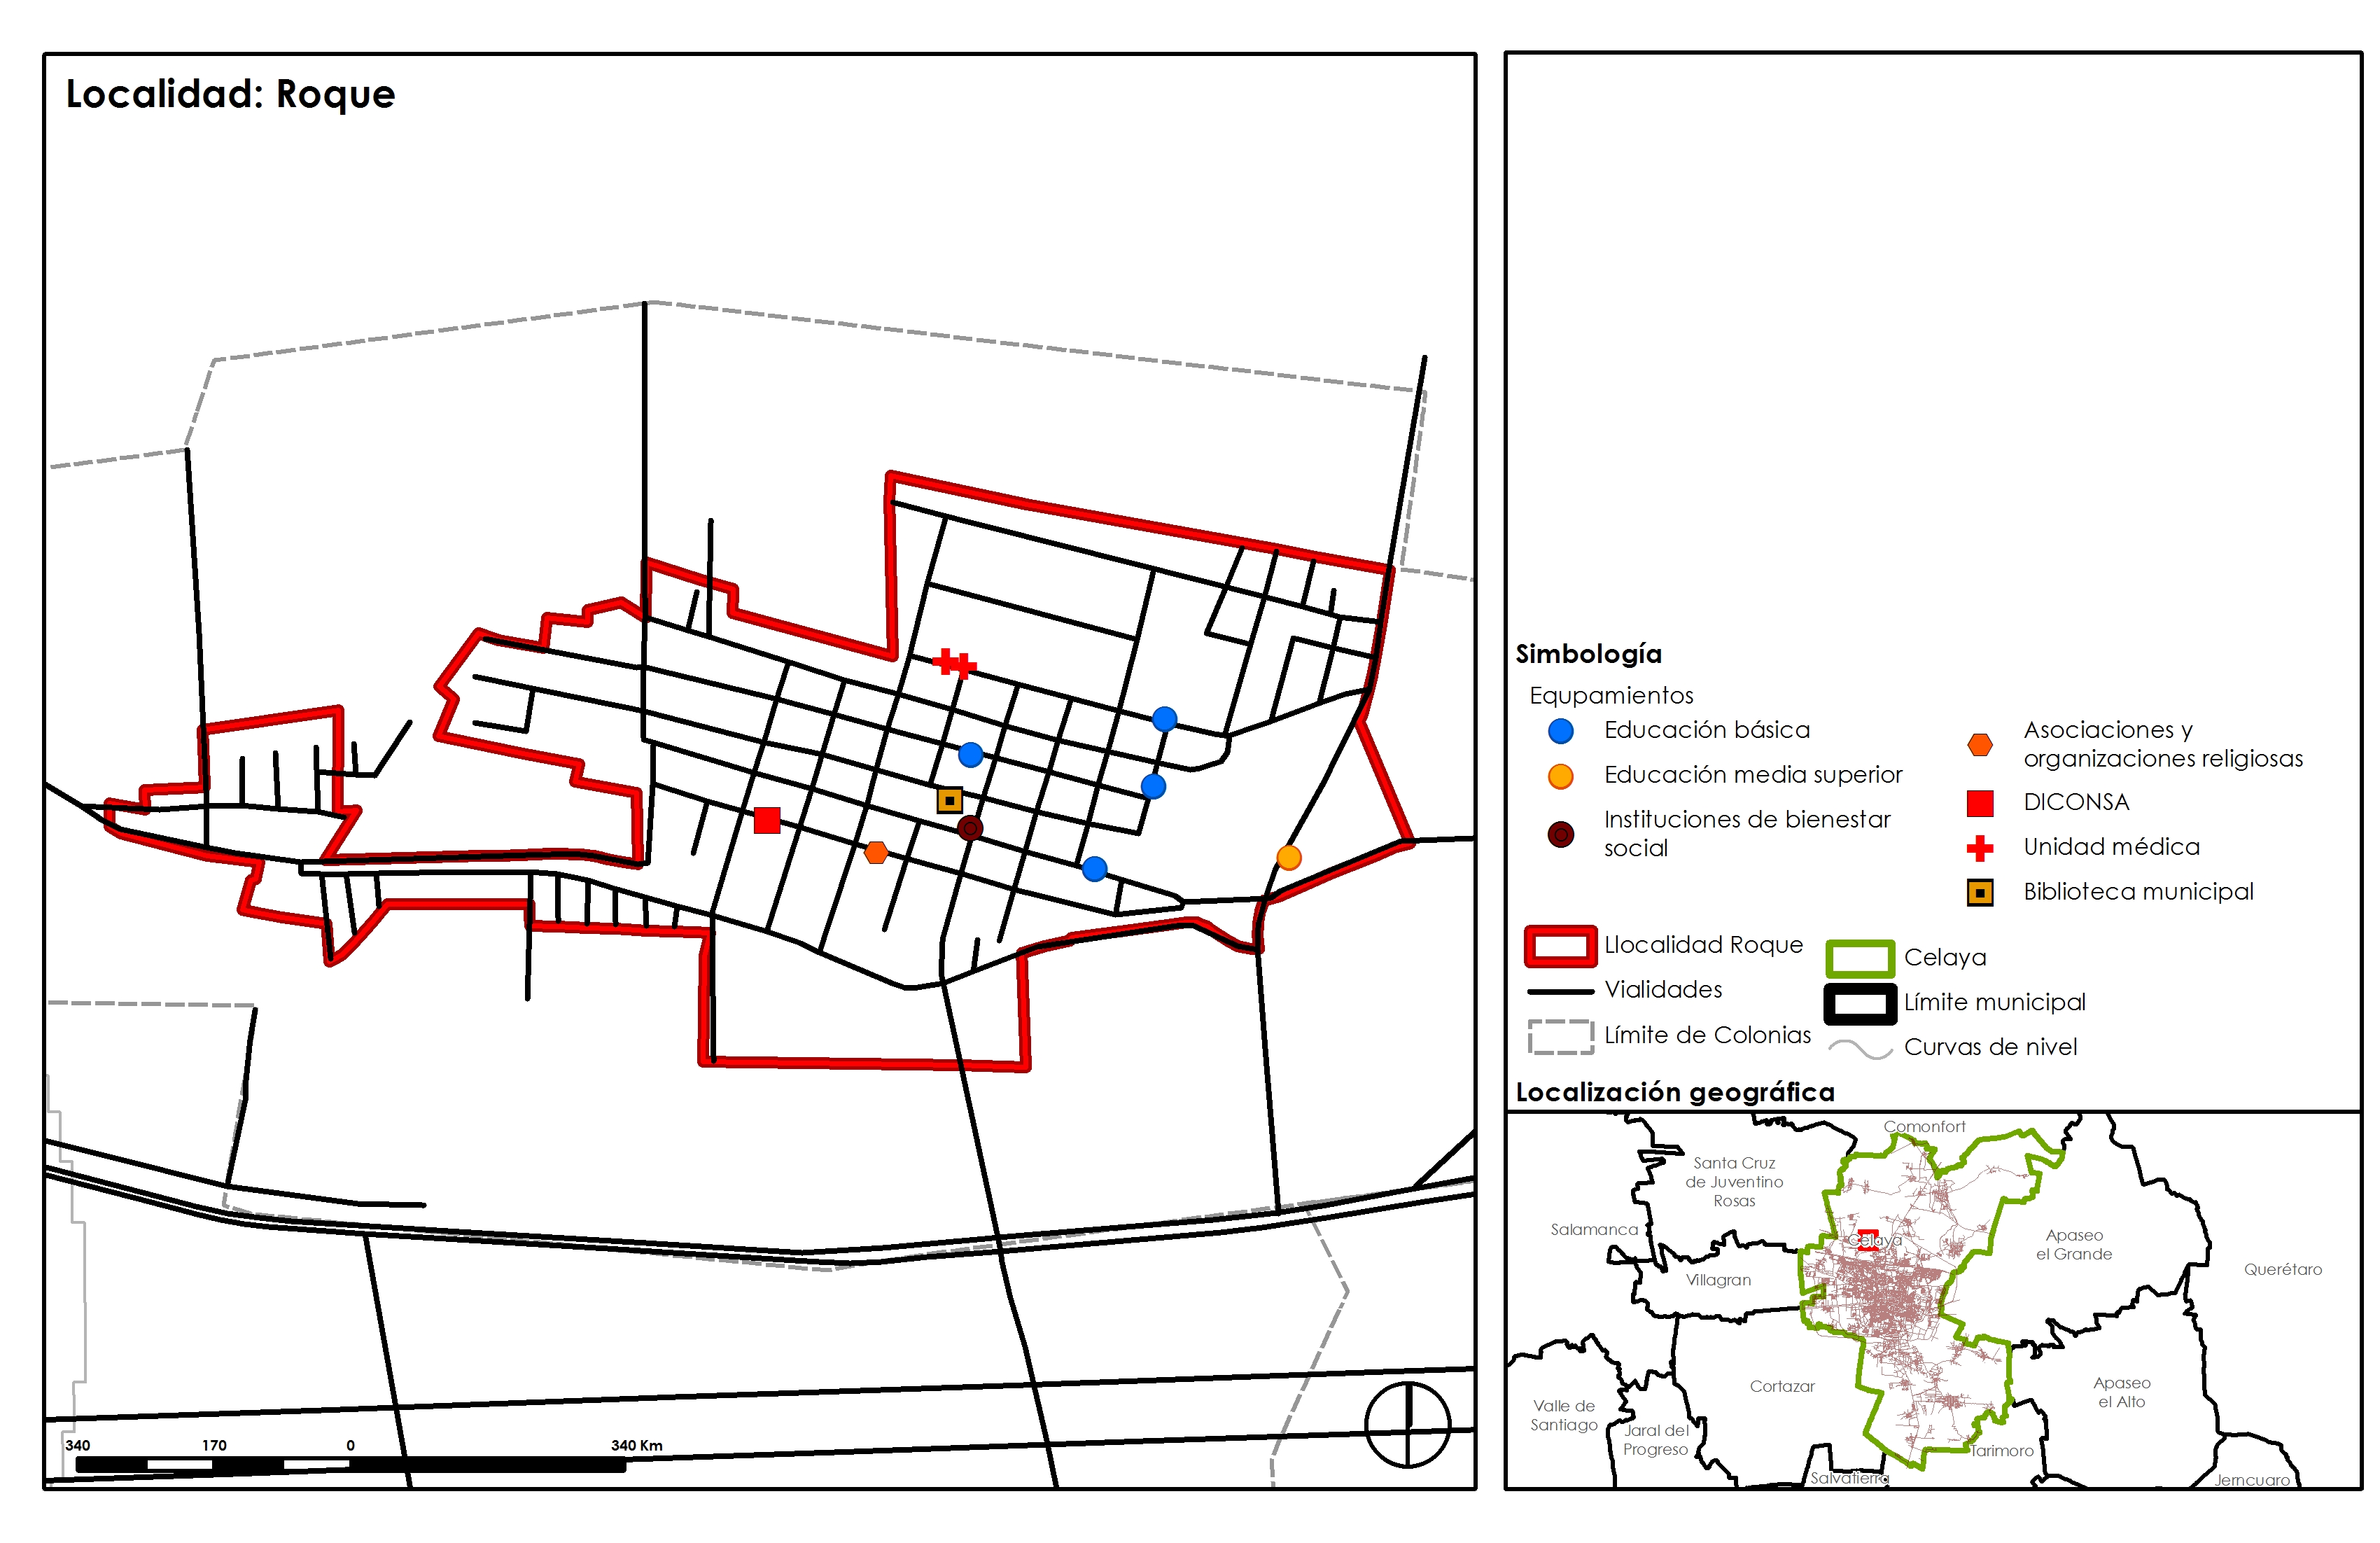 Localidad: Roque
340 170 0 340 Km
Simbología
Equpamientos
Educación básica
Educación media superior
Instituciones de bienestar
social
Asociaciones y
organizaciones religiosas
DICONSA
Unidad médica
Biblioteca municipal
Llocalidad Roque
Vialidades
Límite de Colonias
Celaya
Límite municipal
Curvas de nivel
Localización geográfica
Comonfort
Santa Cruz
de Juventino
Rosas
Salamanca
Celaya
Apaseo
el Grande
Querétaro
Villagran
Cortazar
Apaseo
el Alto
Valle de
Santiago
Jaral del
Progreso
Tarimoro
Salvatierra
Jerncuaro